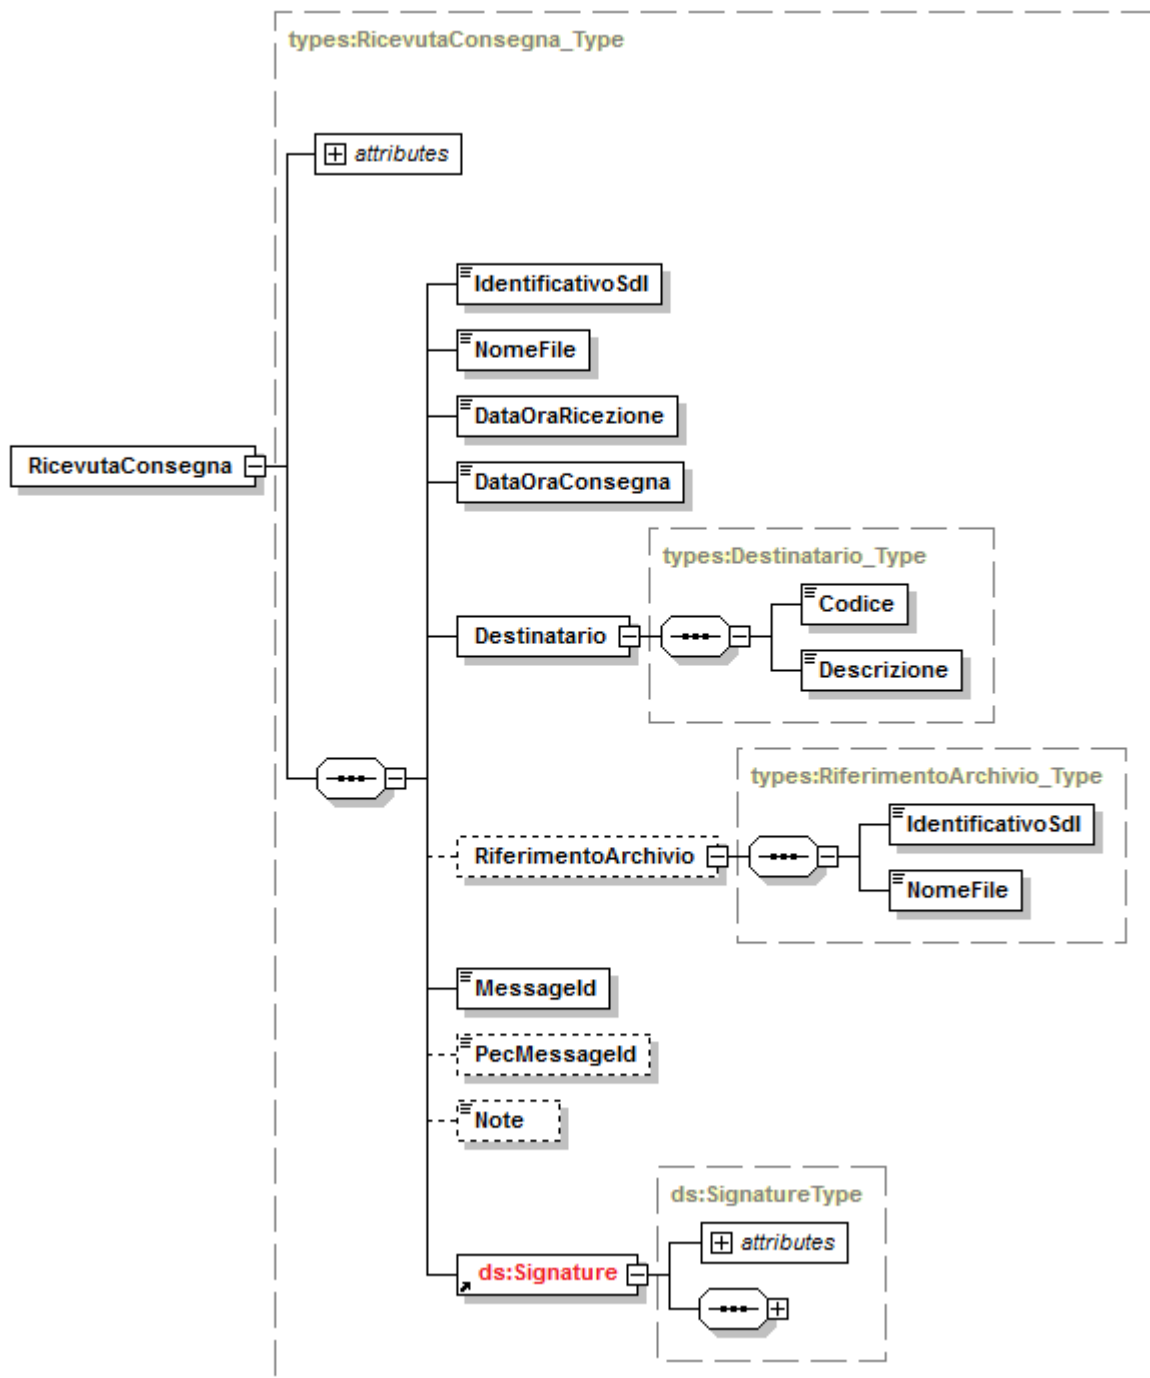 types:RicevutaConsegna_Type
attributes
IdentificativoSdI
NomeFile
DataOraRicezione
RicevutaConsegna
DataOraConsegna
types:Destinatario_Type
Codice
Destinatario
Descrizione
types:RiferimentoArchivio_Type
IdentificativoSdI
RiferimentoArchivio
NomeFile
MessageId
PecMessageId
Note
ds:SignatureType
attributes
ds:Signature